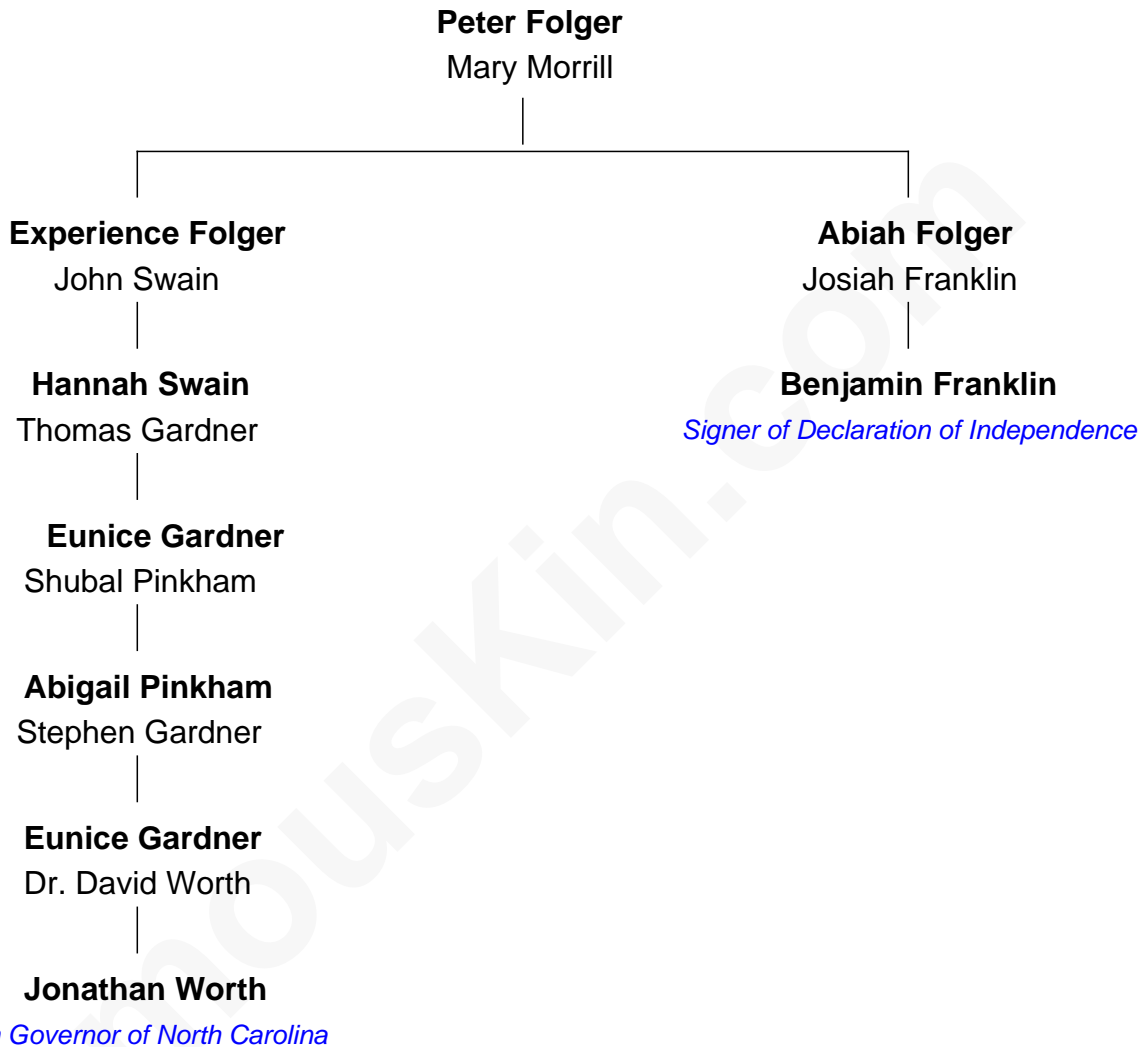 Peter Folger
Mary Morrill
Experience Folger
John Swain
Abiah Folger
Josiah Franklin
Hannah Swain
Thomas Gardner
Benjamin Franklin
Signer of Declaration of Independence
Eunice Gardner
Shubal Pinkham
Abigail Pinkham
Stephen Gardner
Eunice Gardner
Dr. David Worth
Jonathan Worth
Governor of North Carolina
mouskin.com